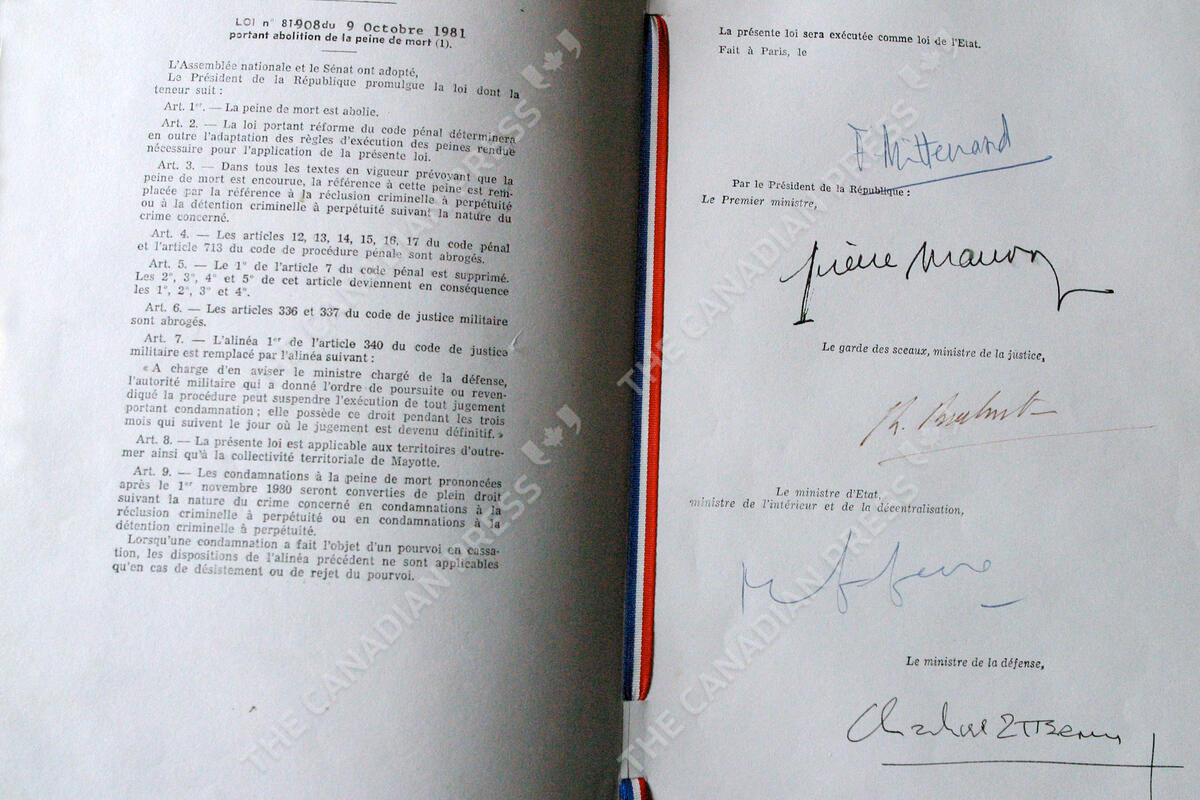 LOI n° 81-908 du 9 Octobre 1981
portant abolition de la peine de mort (1).
L'Assemblée nationale et le Sénat ont adopté,
Le Président de la République promulgue la loi dont la
teneur suit :
Art. 1er. — La peine de mort est abolie.
Art. 2. — La loi portant réforme du code pénal déterminera
en outre l'adaptation des règles d'exécution des peines rendue
nécessaire pour l'application de la présente loi.
Art. 3. — Dans tous les textes en vigueur prévoyant que la
peine de mort est encourue, la référence à cette peine est rem-
placée par la référence à la réclusion criminelle à perpétuité
ou à la détention criminelle à perpétuité suivant la nature du
crime concerné.
Art. 4. — Les articles 12, 13, 14, 15, 16, 17 du code pénal
et l'article 713 du code de procédure pénale sont abrogés.
Art. 5. — Le 1° de l'article 7 du code pénal est supprimé.
Les 2°, 3°, 4° et 5° de cet article deviennent en conséquence
les 1°, 2°, 3° et 4°.
Art. 6. — Les articles 336 et 337 du code de justice militaire
sont abrogés.
Art. 7. — L'alinéa 1er de l'article 340 du code de justice
militaire est remplacé par l'alinéa suivant :
« A charge d'en aviser le ministre chargé de la défense,
l'autorité militaire qui a donné l'ordre de poursuite ou reven-
diqué la procédure peut suspendre l'exécution de tout jugement
portant condamnation ; elle possède ce droit pendant les trois
mois qui suivent le jour où le jugement est devenu définitif. »
Art. 8. — La présente loi est applicable aux territoires d'outre-
mer ainsi qu'à la collectivité territoriale de Mayotte.
Art. 9. — Les condamnations à la peine de mort prononcées
après le 1er novembre 1980 seront converties de plein droit
suivant la nature du crime concerné en condamnations à la
réclusion criminelle à perpétuité ou en condamnations à la
détention criminelle à perpétuité.
Lorsqu'une condamnation a fait l'objet d'un pourvoi en cassa-
tion, les dispositions de l'alinéa précédent ne sont applicables
qu'en cas de désistement ou de rejet du pourvoi.
La présente loi sera exécutée comme loi de l'Etat.
Fait à Paris, le
F. Mitterrand
Par le Président de la République :
Le Premier ministre,
pierre mauroy
Le garde des sceaux, ministre de la justice,
Le ministre d'Etat,
ministre de l'intérieur et de la décentralisation,
Le ministre de la défense,
THE CANADIAN PRESS
THE CANADIAN PRESS
THE CANADIAN PRESS
THE CANADIAN PRESS